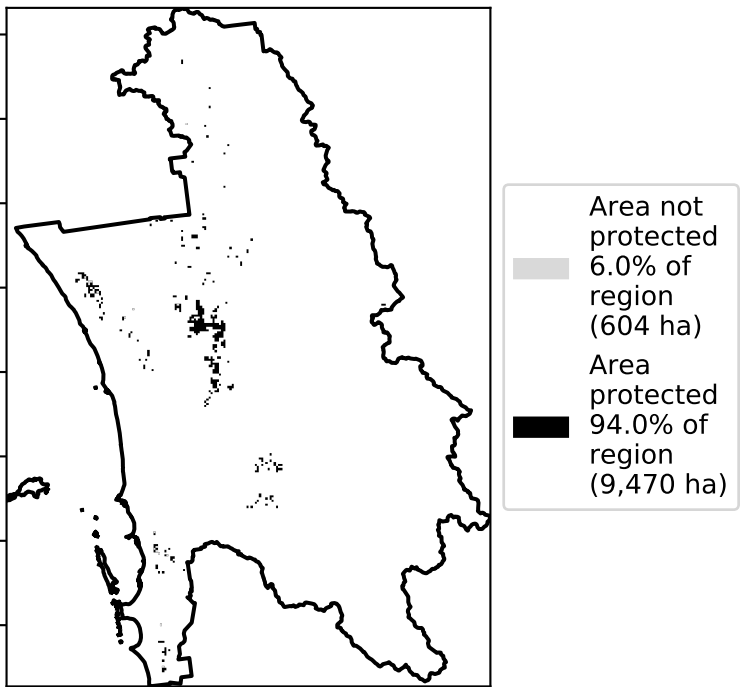 Area not
protected
6.0% of
region
(604 ha)
Area
protected
94.0% of
region
(9,470 ha)